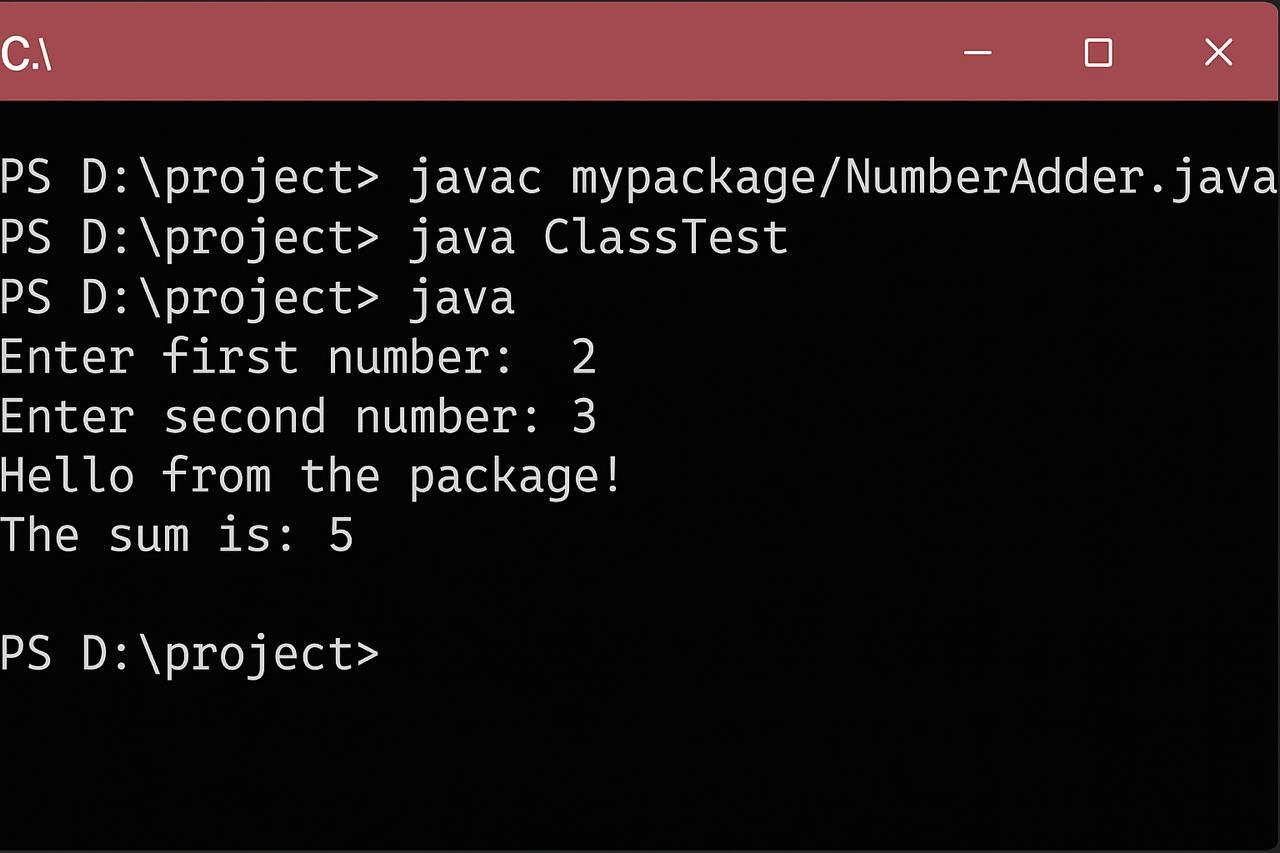 C.\
PS D:\project> javac mypackage/NumberAdder.java
PS D:\project> java ClassTest
PS D:\project> java
Enter first number:  2
Enter second number: 3
Hello from the package!
The sum is: 5
PS D:\project>